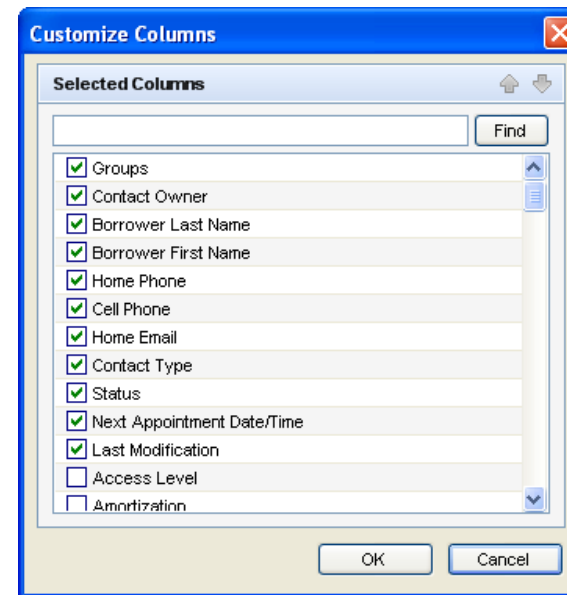 Customize Columns
Selected Columns
Find
Groups
Contact Owner
Borrower Last Name
Borrower First Name
Home Phone
Cell Phone
Home Email
Contact Type
Status
Next Appointment Date/Time
Last Modification
Access Level
Amortization
OK Cancel